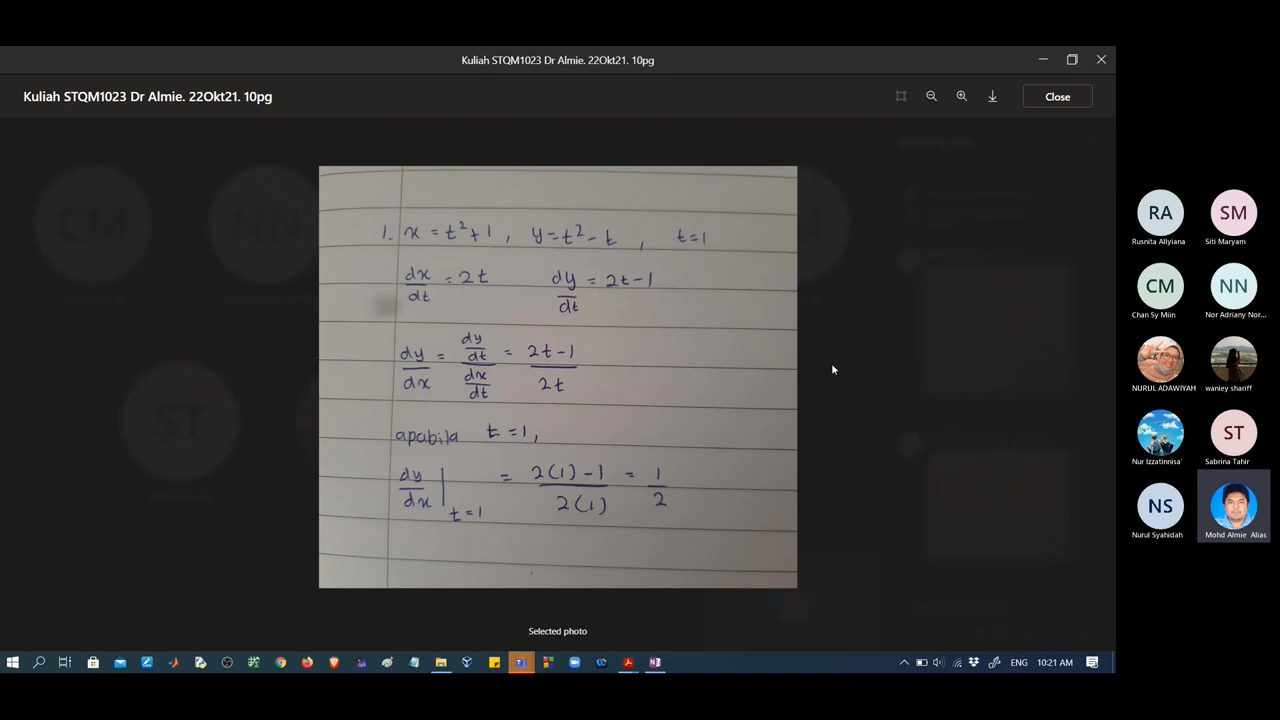 Kuliah STQM1023 Dr Almie. 22Okt21. 10pg
Kuliah STQM1023 Dr Almie. 22Okt21. 10pg
Close
CM
NN
M
ST
1. x = t²+1, y=t²-t, t=1
dx/dt = 2t dy/dt = 2t-1
dy/dx = (dy/dt)/(dx/dt) = (2t-1)/2t
apabila t=1,
dy/dx |t=1 = (2(1)-1)/2(1) = 1/2
Selected photo
RA
SM
Rusnita Allyiana
Siti Maryam
CM
NN
Chan Sy Miin
Nor Adriany Nor...
NURUL ADAWIYAH
waniey shariff
ST
Nur Izzatinnisa'
Sabrina Tahir
NS
Nurul Syahidah
Mohd Almie Alias
ENG
10:21 AM